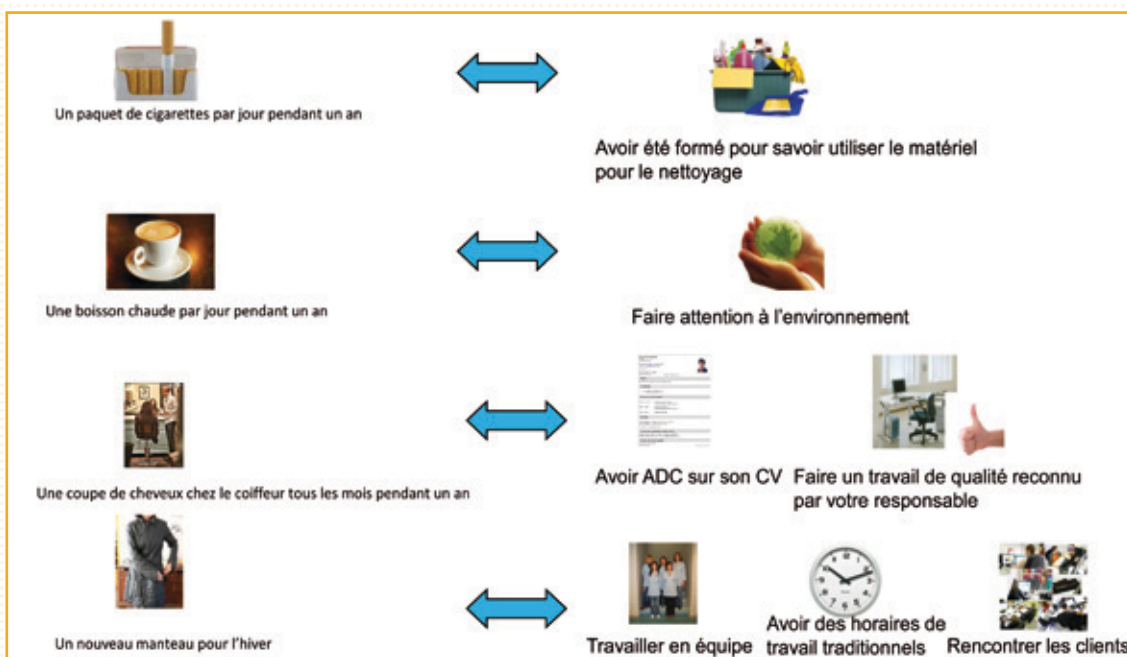 Un paquet de cigarettes par jour pendant un an
Avoir été formé pour savoir utiliser le matériel
pour le nettoyage
Une boisson chaude par jour pendant un an
Faire attention à l'environnement
Avoir ADC sur son CV
Faire un travail de qualité reconnu
par votre responsable
Une coupe de cheveux chez le coiffeur tous les mois pendant un an
Un nouveau manteau pour l'hiver
Travailler en équipe
Avoir des horaires de
travail traditionnels
Rencontrer les clients